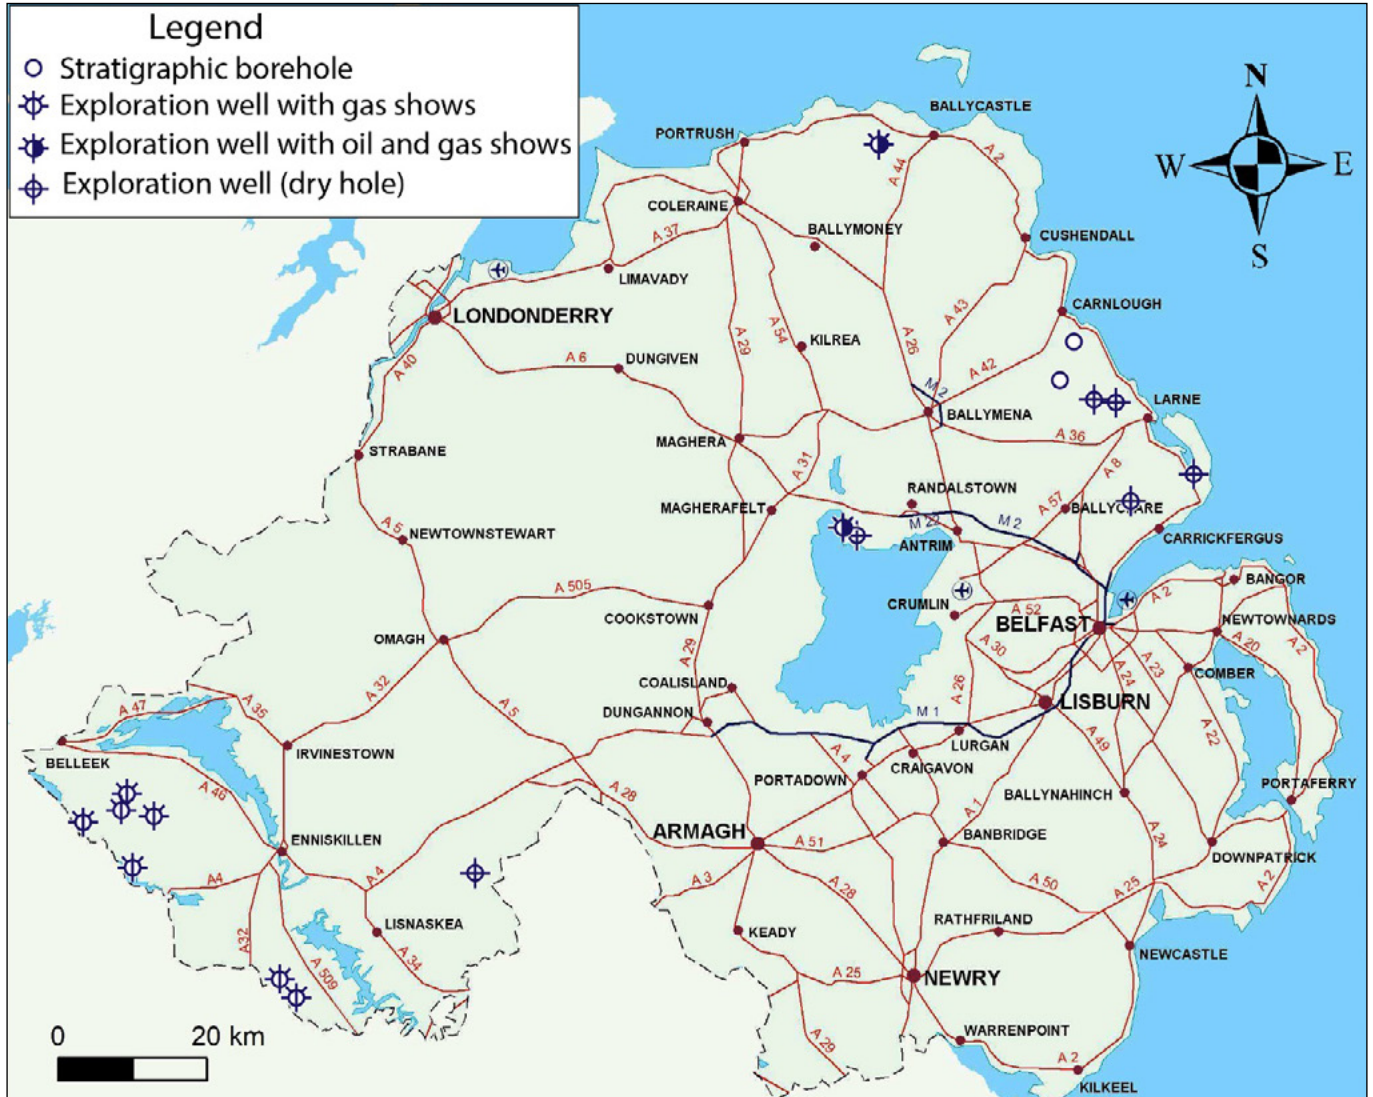 Legend
Stratigraphic borehole
Exploration well with gas shows
Exploration well with oil and gas shows
Exploration well (dry hole)
N
W
E
S
BALLYCASTLE
PORTRUSH
A 2
A 44
COLERAINE
A 37
BALLYMONEY
CUSHENDALL
LIMAVADY
CARNLOUGH
LONDONDERRY
A 43
A 29
A 54
A 26
KILREA
A 40
A 6
DUNGIVEN
A 42
M 2
LARNE
BALLYMENA
MAGHERA
A 36
STRABANE
A 31
A 8
RANDALSTOWN
MAGHERAFELT
A 57
BALLYCLARE
M 22
M 2
A 5
NEWTOWNSTEWART
ANTRIM
CARRICKFERGUS
BANGOR
A 505
A 2
CRUMLIN
A 52
COOKSTOWN
BELFAST
NEWTOWNARDS
OMAGH
A 30
A 20
A 2
A 29
A 23
A 24
COMBER
A 32
COALISLAND
A 26
A 47
A 35
A 5
DUNGANNON
M 1
LISBURN
A 22
A 49
LURGAN
IRVINESTOWN
BELLEEK
A 4
CRAIGAVON
PORTADOWN
PORTAFERRY
A 46
A 28
BALLYNAHINCH
A 1
ARMAGH
ENNISKILLEN
A 51
BANBRIDGE
A 24
DOWNPATRICK
A4
A 4
A 3
A 28
A 50
A 25
A 2
LISNASKEA
KEADY
RATHFRILAND
A32
A 34
NEWCASTLE
A 509
A 25
NEWRY
0 20 km
WARRENPOINT
A 29
A 2
KILKEEL